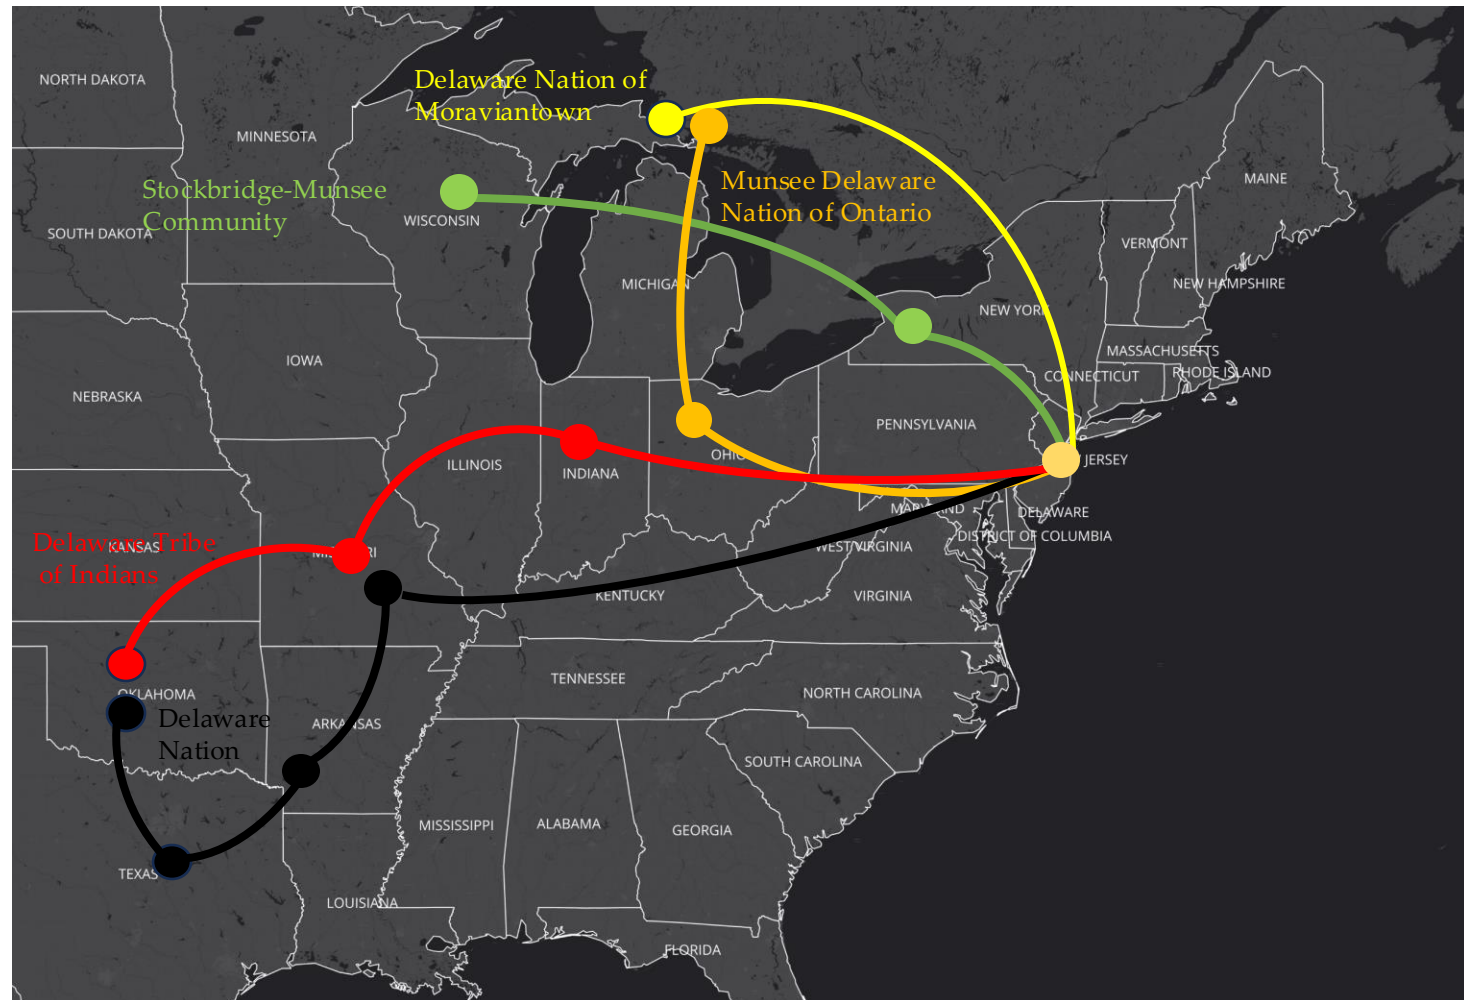 Delaware Nation of
Moraviantown
NORTH DAKOTA
MINNESOTA
Stockbridge-Munsee
Community
Munsee Delaware
Nation of Ontario
MAINE
WISCONSIN
SOUTH DAKOTA
VERMONT
MICHIGAN
NEW HAMPSHIRE
NEW YORK
MASSACHUSETTS
IOWA
CONNECTICUT
RHODE ISLAND
NEBRASKA
PENNSYLVANIA
OHIO
JERSEY
ILLINOIS
INDIANA
MARYLAND
DELAWARE
DISTRICT OF COLUMBIA
Delaware Tribe
of Indians
KANSAS
WEST VIRGINIA
KENTUCKY
VIRGINIA
TENNESSEE
NORTH CAROLINA
OKLAHOMA
Delaware
Nation
ARKANSAS
SOUTH CAROLINA
MISSISSIPPI
ALABAMA
GEORGIA
TEXAS
LOUISIANA
FLORIDA